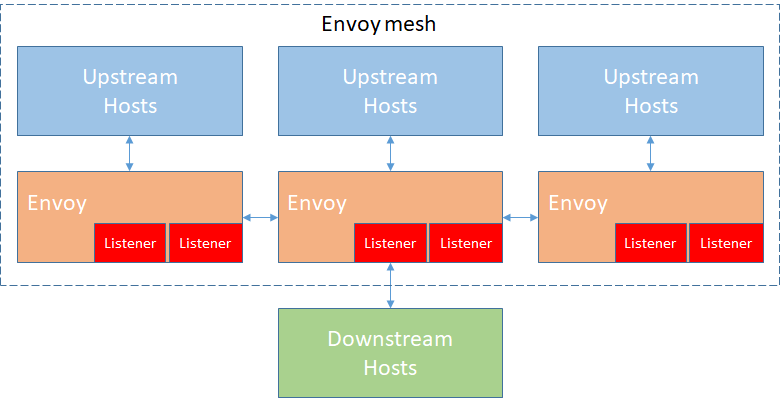 Envoy mesh
Upstream
Hosts
Upstream
Hosts
Upstream
Hosts
Envoy
Listener
Listener
Envoy
Listener
Listener
Envoy
Listener
Listener
Downstream
Hosts